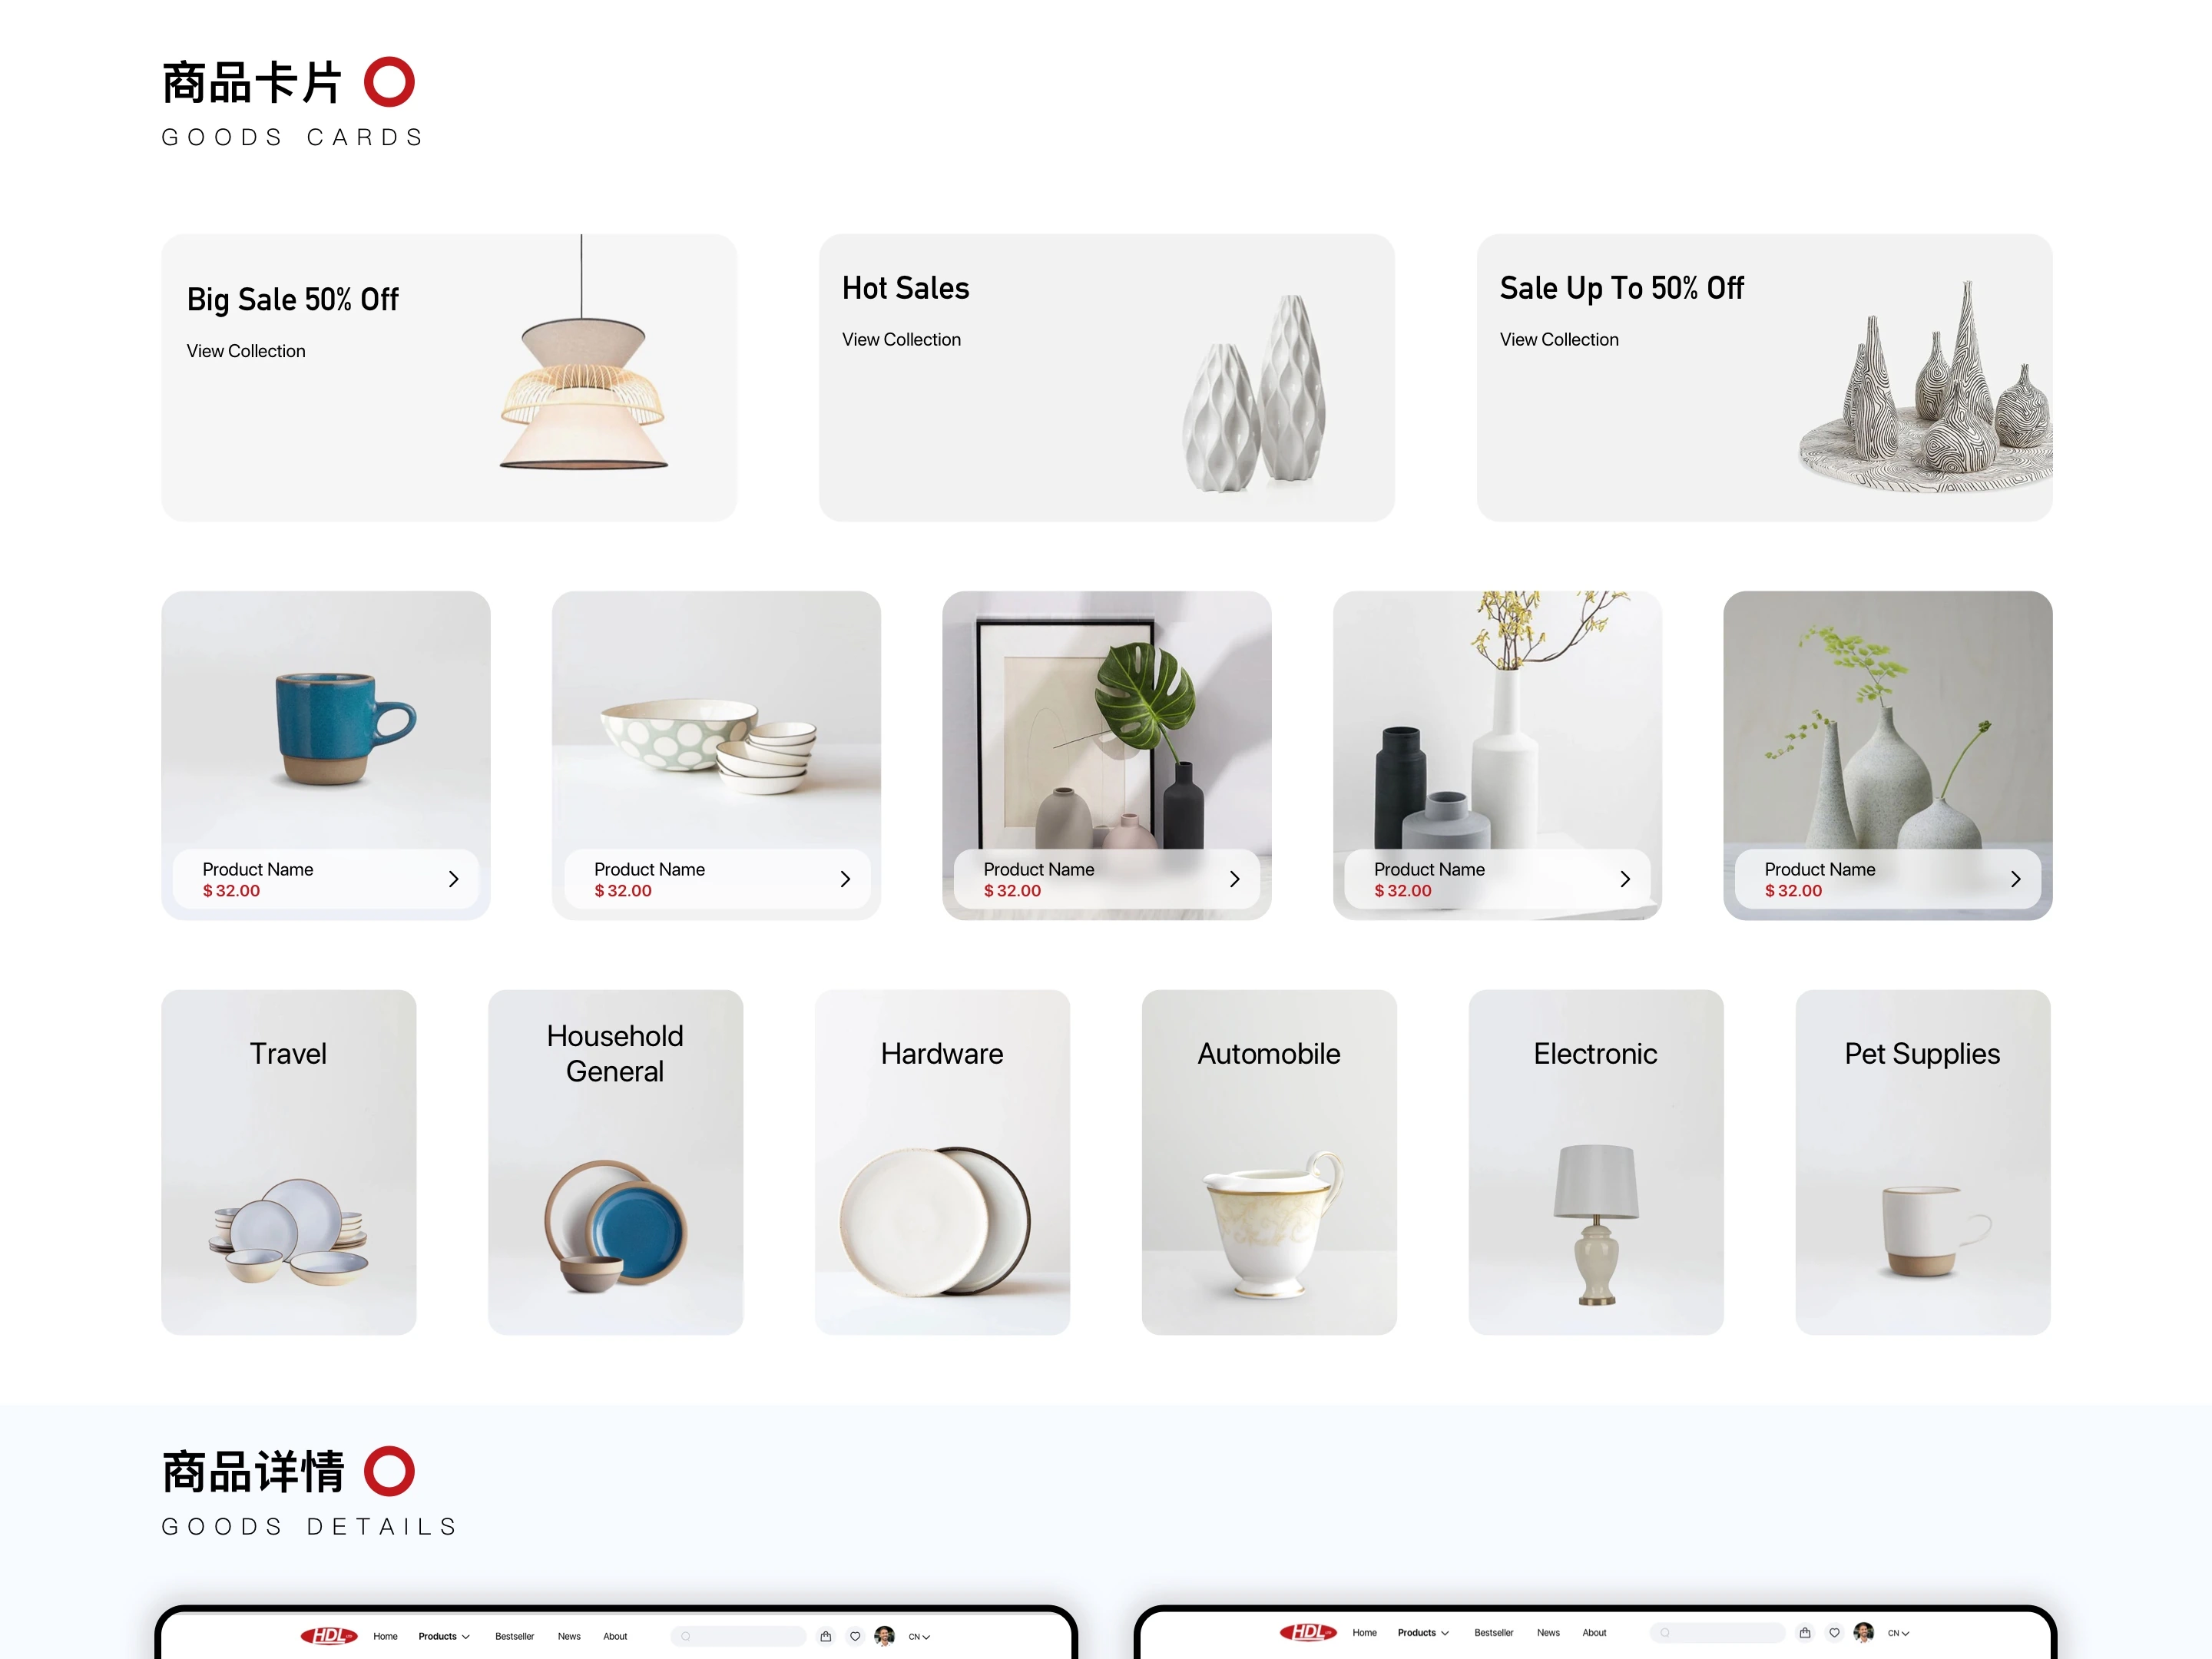 商品卡片
GOODS CARDS
Big Sale 50% Off
View Collection
Hot Sales
View Collection
Sale Up To 50% Off
View Collection
Product Name
$ 32.00
Product Name
$ 32.00
Product Name
$ 32.00
Product Name
$ 32.00
Product Name
$ 32.00
Travel
Household
General
Hardware
Automobile
Electronic
Pet Supplies
商品详情
GOODS DETAILS
HDL
Home
Products
Bestseller
News
About
CN
HDL
Home
Products
Bestseller
News
About
CN